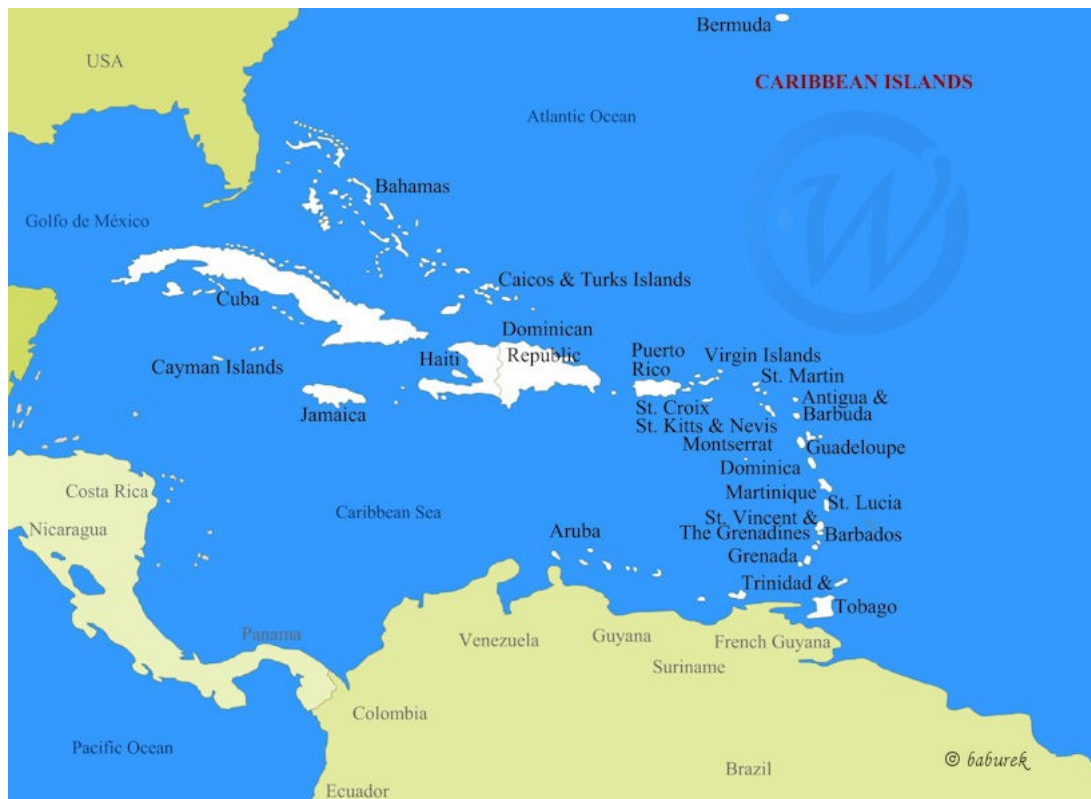 Bermuda
USA
CARIBBEAN ISLANDS
Atlantic Ocean
Bahamas
Golfo de México
Caicos & Turks Islands
Cuba
Dominican
Republic
Haiti
Cayman Islands
Jamaica
Puerto
Rico
Virgin Islands
St. Martin
Antigua &
Barbuda
St. Croix
St. Kitts & Nevis
Montserrat
Guadeloupe
Dominica
Martinique
St. Lucia
St. Vincent &
The Grenadines
Barbados
Grenada
Costa Rica
Nicaragua
Caribbean Sea
Aruba
Trinidad &
Tobago
Panama
Venezuela
Guyana
French Guyana
Suriname
Colombia
Pacific Ocean
Ecuador
Brazil
© baburek
W